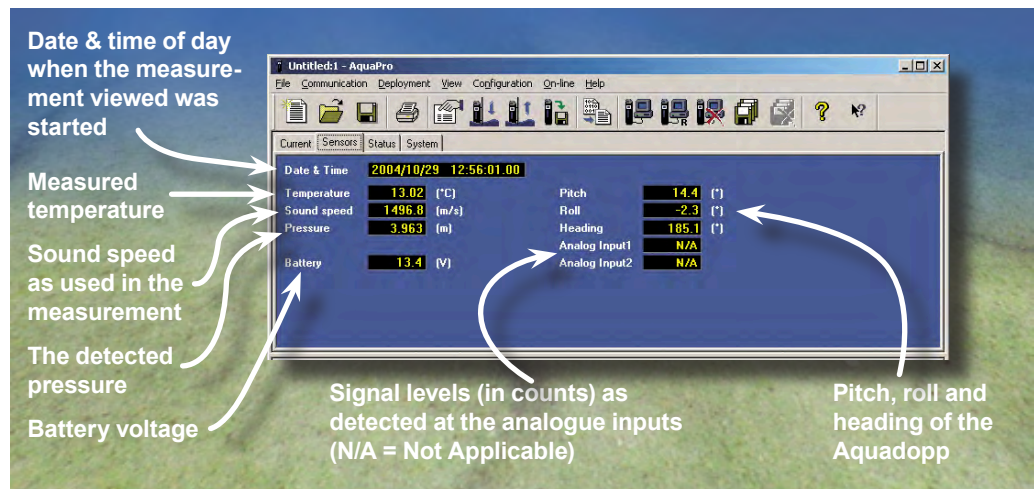 Date & time of day
when the measure-
ment viewed was
started
Measured
temperature
Sound speed
as used in the
measurement
The detected
pressure
Battery voltage
Untitled:1 - AquaPro
File Communication Deployment View Configuration On-line Help
Current Sensors Status System
Date & Time 2004/10/29 12:56:01.00
Temperature 13.02 (°C)
Sound speed 1496.8 (m/s)
Pressure 3.963 (m)
Battery 13.4 (V)
Pitch 14.4 (°)
Roll -2.3 (°)
Heading 185.1 (°)
Analog Input1 N/A
Analog Input2 N/A
Signal levels (in counts) as
detected at the analogue inputs
(N/A = Not Applicable)
Pitch, roll and
heading of the
Aquadopp